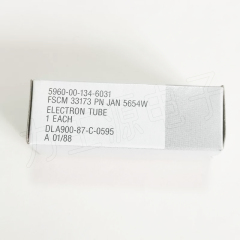 5960-00-134-6031
FSCM 33173 PN JAN 5654W
ELECTRON TUBE
1 EACH
DLA900-87-C-0595
A 01/88